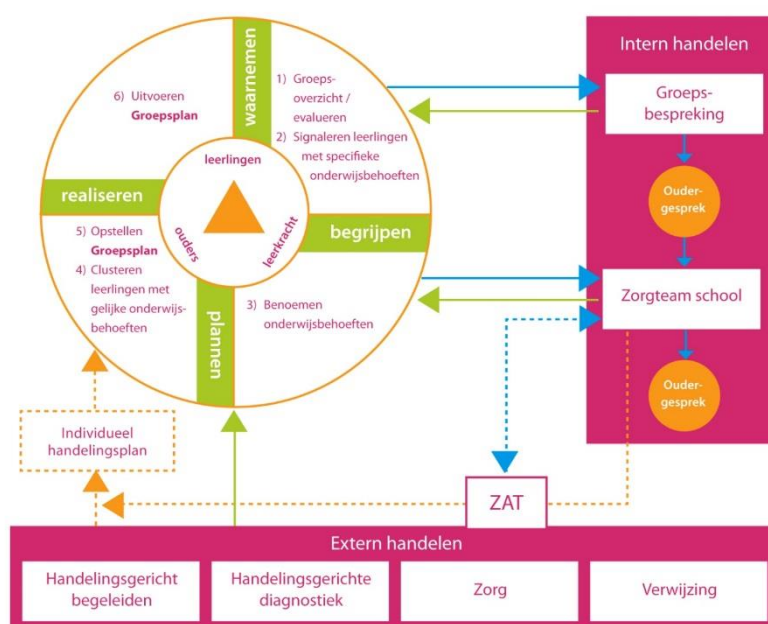 waarnemen
1) Groeps-
overzicht /
evalueren
2) Signaleren leerlingen
met specifieke
onderwijsbehoeften
begrijpen
3) Benoemen
onderwijsbehoeften
plannen
4) Clusteren
leerlingen met
gelijke onderwijs-
behoeften
5) Opstellen
Groepsplan
realiseren
6) Uitvoeren
Groepsplan
leerlingen
leerkracht
ouders
Intern handelen
Groeps-
bespreking
Ouder-
gesprek
Zorgteam school
Ouder-
gesprek
Individueel
handelingsplan
ZAT
Extern handelen
Handelingsgericht
begeleiden
Handelingsgerichte
diagnostiek
Zorg
Verwijzing